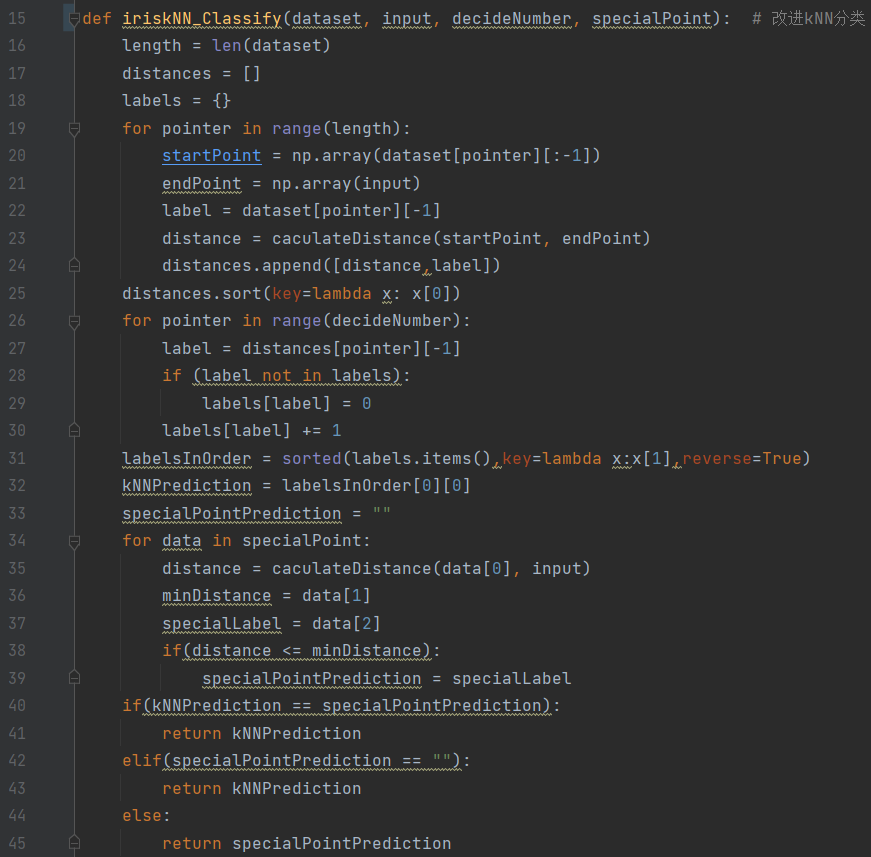 15 def iriskNN_Classify(dataset, input, decideNumber, specialPoint):  # 改进kNN分类
16     length = len(dataset)
17     distances = []
18     labels = {}
19     for pointer in range(length):
20         startPoint = np.array(dataset[pointer][:-1])
21         endPoint = np.array(input)
22         label = dataset[pointer][-1]
23         distance = caculateDistance(startPoint, endPoint)
24         distances.append([distance,label])
25     distances.sort(key=lambda x: x[0])
26     for pointer in range(decideNumber):
27         label = distances[pointer][-1]
28         if (label not in labels):
29             labels[label] = 0
30         labels[label] += 1
31     labelsInOrder = sorted(labels.items(),key=lambda x:x[1],reverse=True)
32     kNNPrediction = labelsInOrder[0][0]
33     specialPointPrediction = ""
34     for data in specialPoint:
35         distance = caculateDistance(data[0], input)
36         minDistance = data[1]
37         specialLabel = data[2]
38         if(distance <= minDistance):
39             specialPointPrediction = specialLabel
40     if(kNNPrediction == specialPointPrediction):
41         return kNNPrediction
42     elif(specialPointPrediction == ""):
43         return kNNPrediction
44     else:
45         return specialPointPrediction